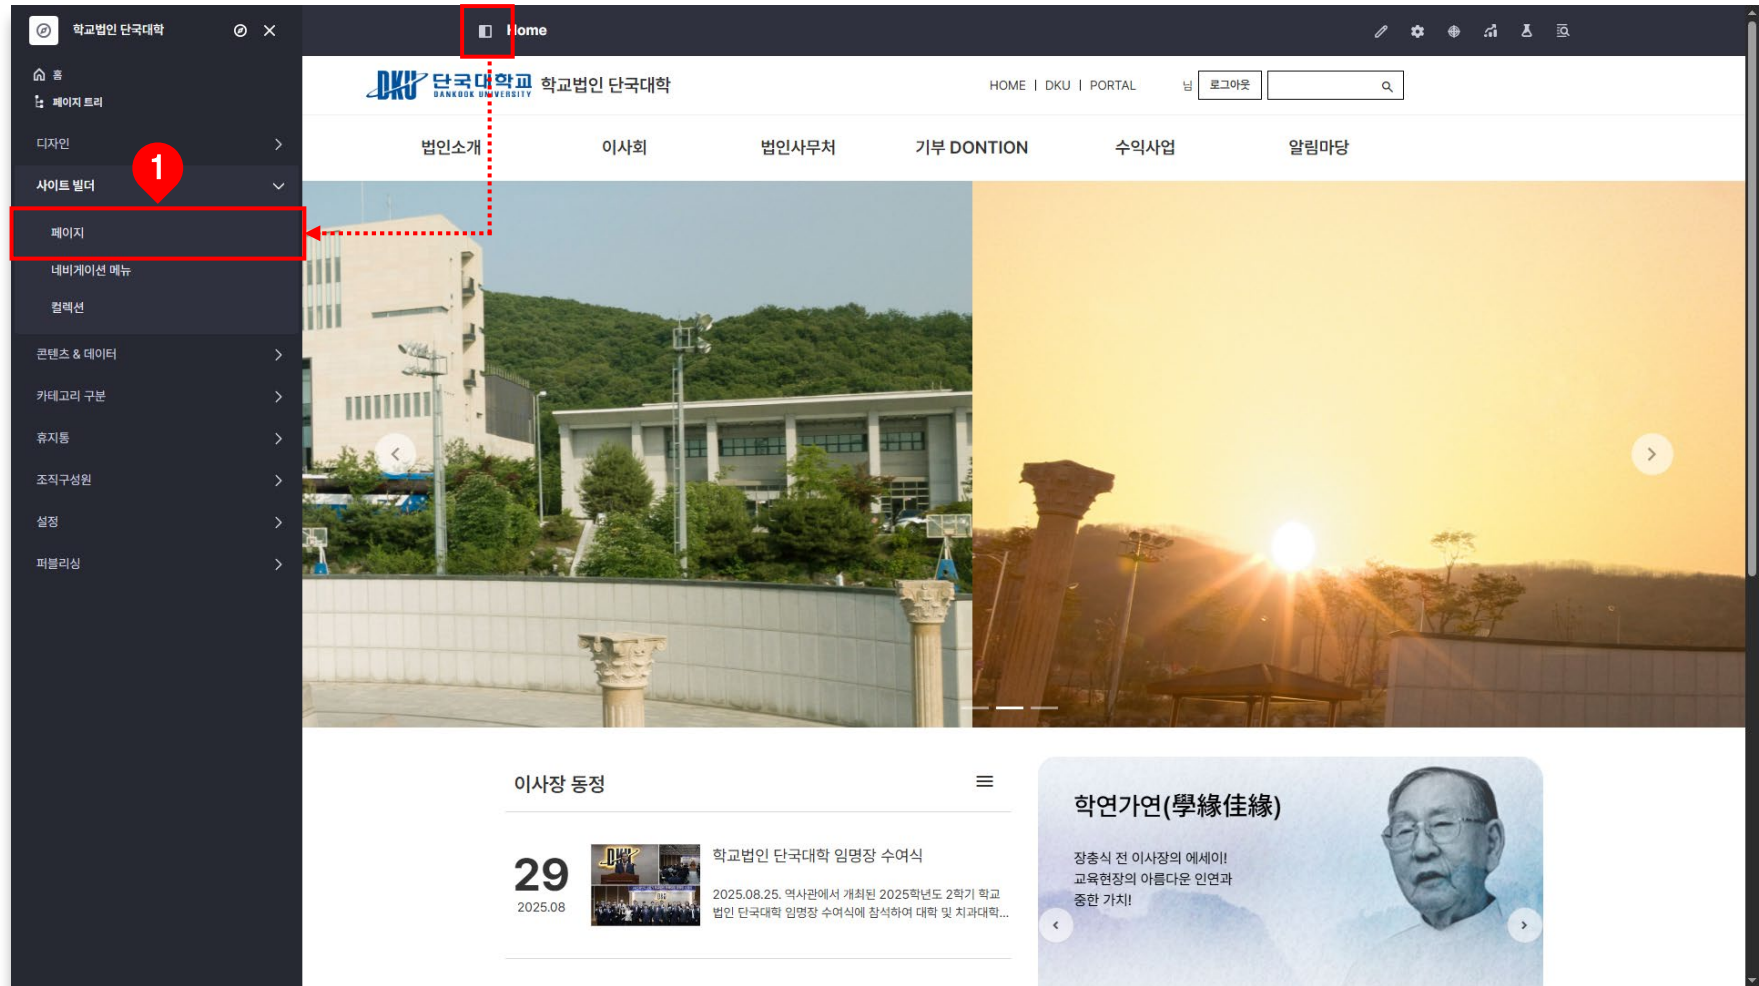 학교법인 단국대학
홈
페이지 트리
디자인
1
사이트 빌더
페이지
네비게이션 메뉴
컬렉션
콘텐츠 & 데이터
카테고리 구분
휴지통
조직구성원
설정
퍼블리싱
Home
DKU 단국대학교 DANKOOK UNIVERSITY 학교법인 단국대학
HOME | DKU | PORTAL 님 로그아웃
법인소개 이사회 법인사무처 기부 DONTION 수익사업 알림마당
이사장 동정
29
2025.08
학교법인 단국대학 임명장 수여식
2025.08.25. 역사관에서 개최된 2025학년도 2학기 학교
법인 단국대학 임명장 수여식에 참석하여 대학 및 치과대학...
학연가연(學緣佳緣)
장충식 전 이사장의 에세이!
교육현장의 아름다운 인연과
중한 가치!